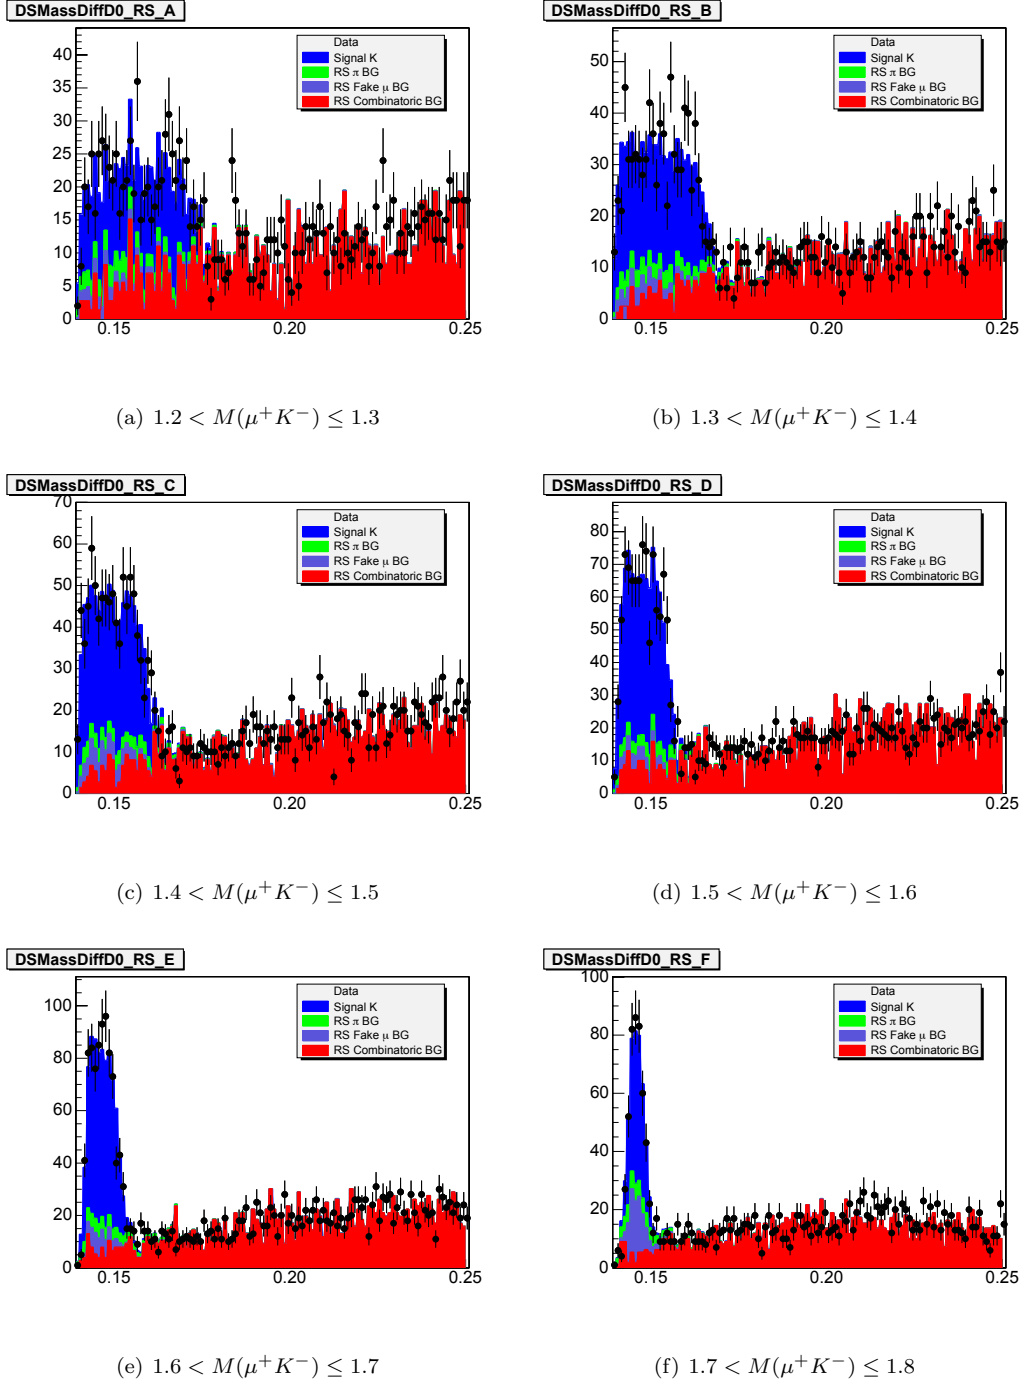 DSMassDiffD0_RS_A
DSMassDiffD0_RS_B
40
35
30
25
20
15
10
5
0
0.15
0.20
0.25
Data
Signal K
RS π BG
RS Fake μ BG
RS Combinatoric BG
50
40
30
20
10
0
0.15
0.20
0.25
Data
Signal K
RS π BG
RS Fake μ BG
RS Combinatoric BG
(a) 1.2 < M(μ⁺K⁻) ≤ 1.3
(b) 1.3 < M(μ⁺K⁻) ≤ 1.4
DSMassDiffD0_RS_C
DSMassDiffD0_RS_D
70
60
50
40
30
20
10
0
0.15
0.20
0.25
Data
Signal K
RS π BG
RS Fake μ BG
RS Combinatoric BG
80
70
60
50
40
30
20
10
0
0.15
0.20
0.25
Data
Signal K
RS π BG
RS Fake μ BG
RS Combinatoric BG
(c) 1.4 < M(μ⁺K⁻) ≤ 1.5
(d) 1.5 < M(μ⁺K⁻) ≤ 1.6
DSMassDiffD0_RS_E
DSMassDiffD0_RS_F
100
80
60
40
20
0
0.15
0.20
0.25
Data
Signal K
RS π BG
RS Fake μ BG
RS Combinatoric BG
100
80
60
40
20
0
0.15
0.20
0.25
Data
Signal K
RS π BG
RS Fake μ BG
RS Combinatoric BG
(e) 1.6 < M(μ⁺K⁻) ≤ 1.7
(f) 1.7 < M(μ⁺K⁻) ≤ 1.8